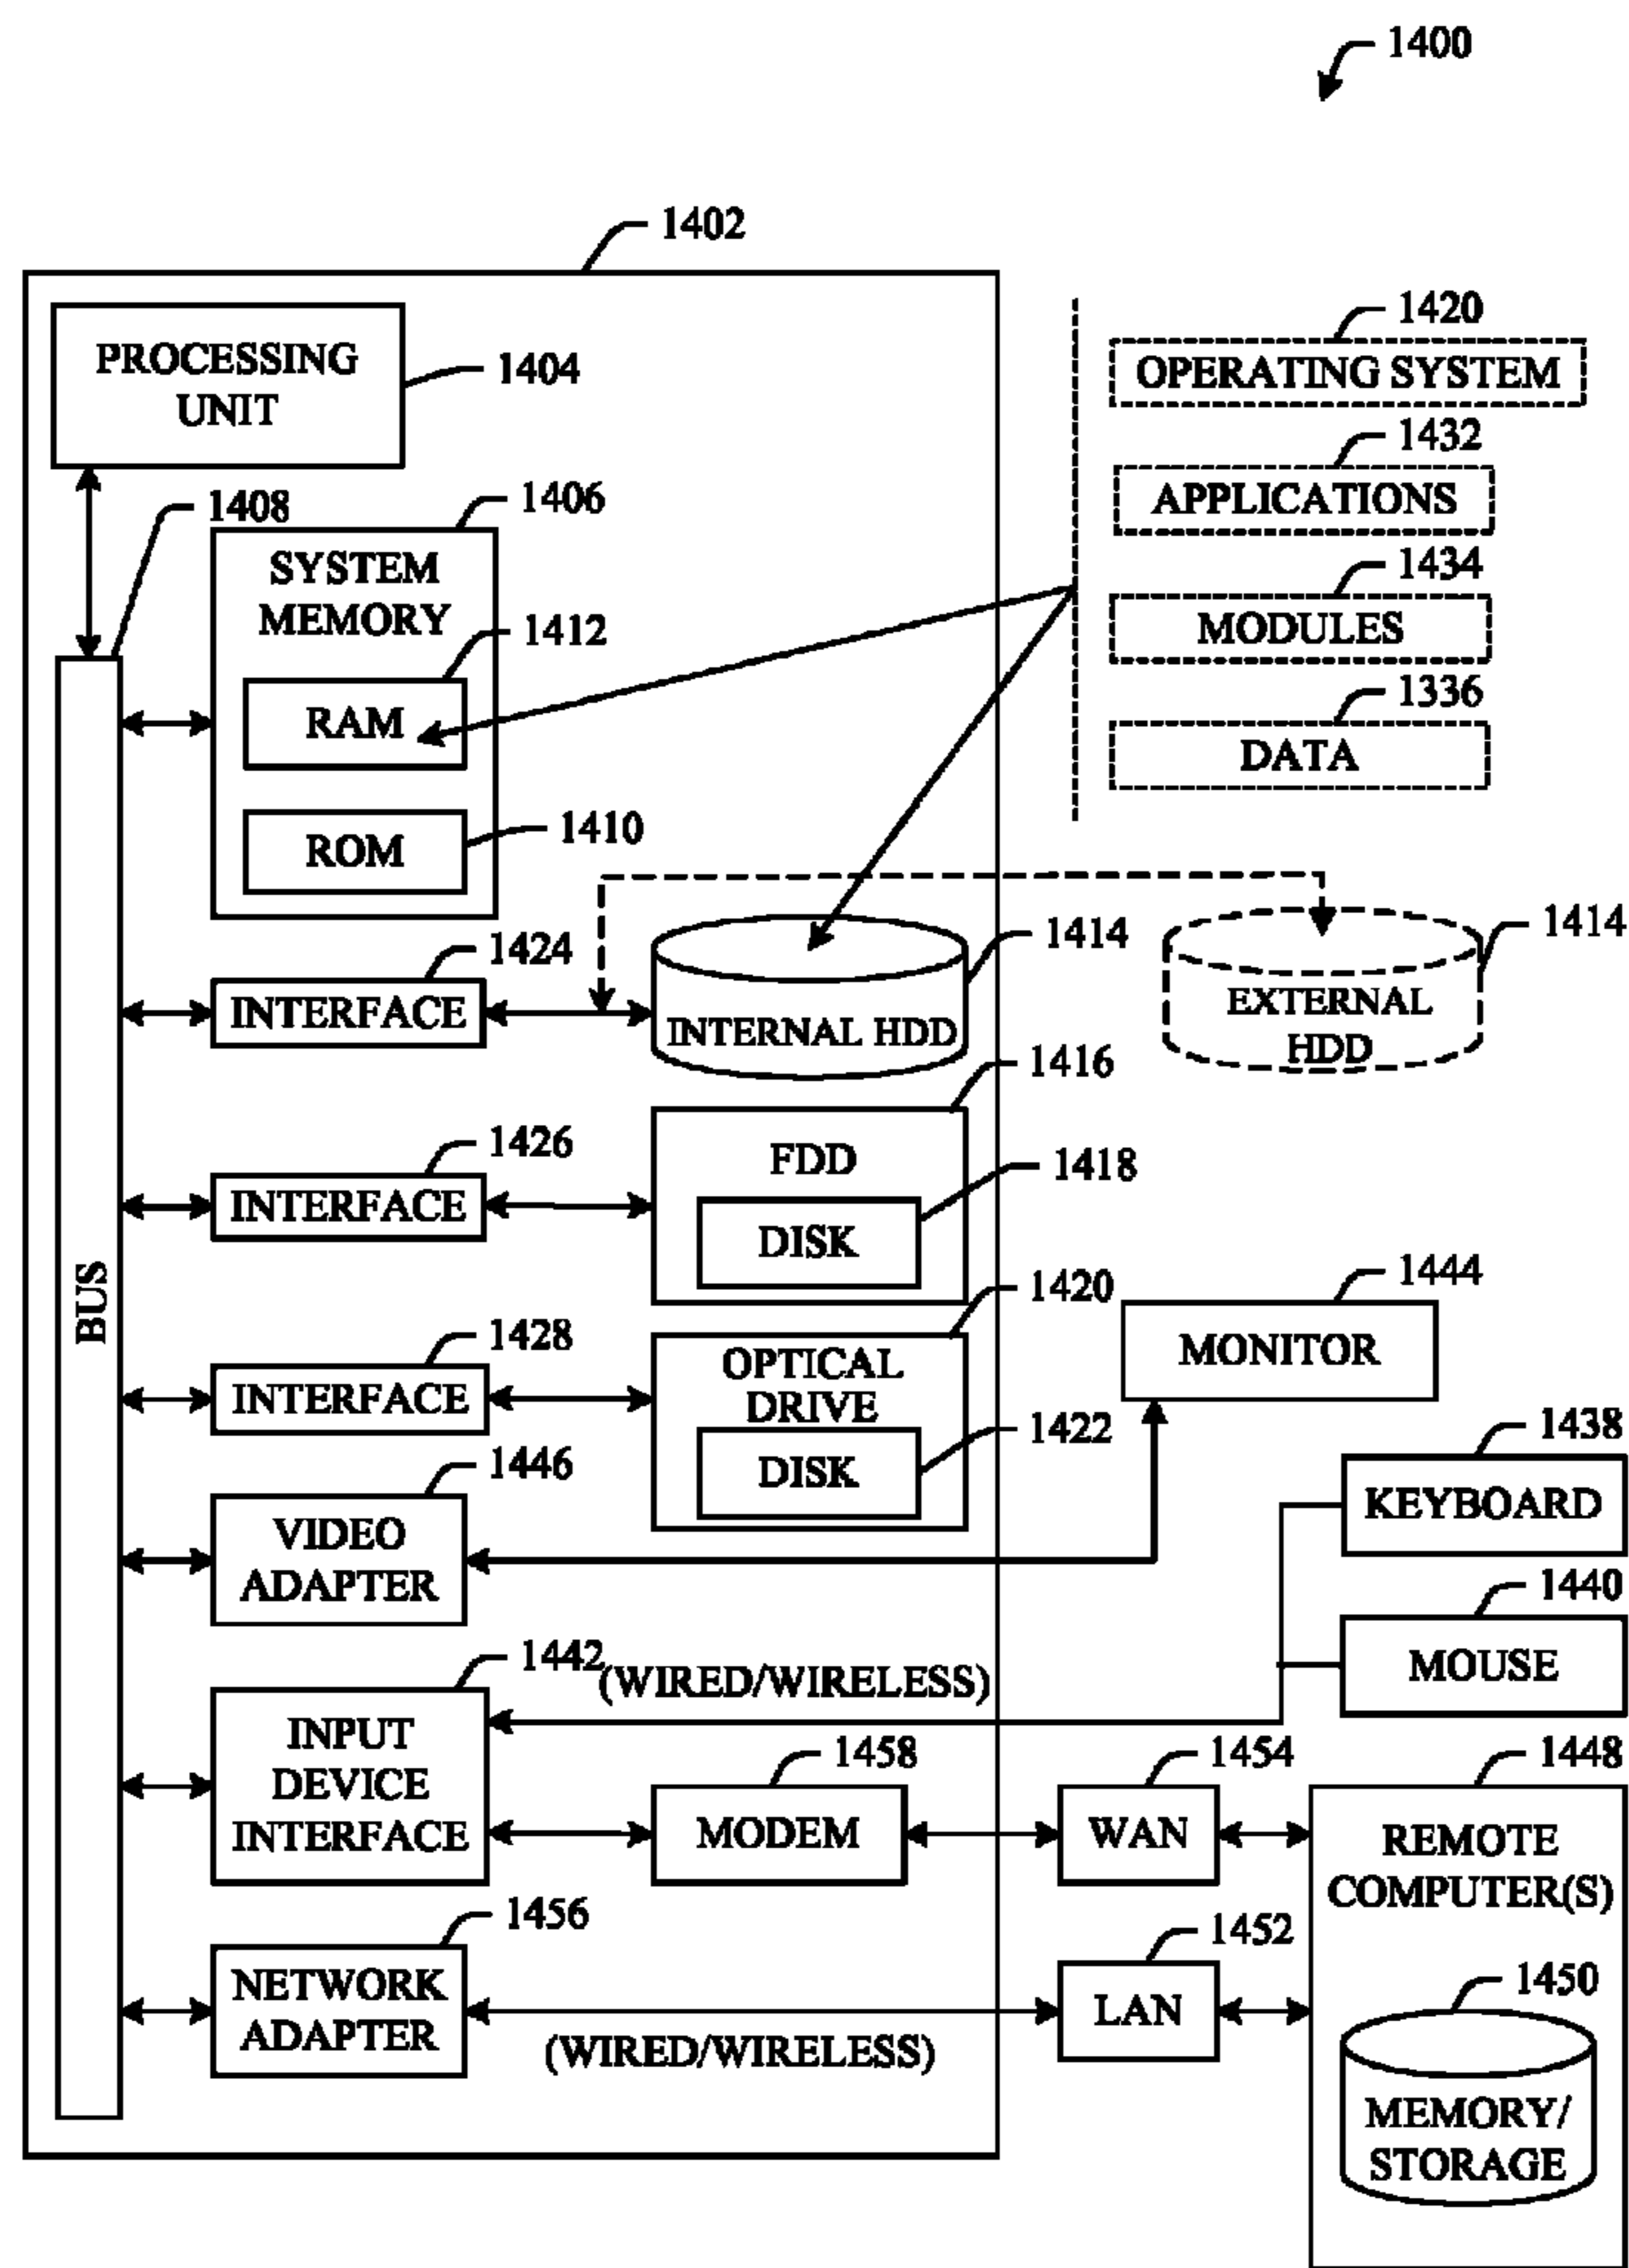 1400
1402
PROCESSING
UNIT
1404
1420
OPERATING SYSTEM
1432
APPLICATIONS
1408
1406
SYSTEM
MEMORY
1434
MODULES
1412
RAM
1336
DATA
1410
ROM
1424
INTERFACE
1414
INTERNAL HDD
1414
EXTERNAL
HDD
1416
FDD
1426
INTERFACE
1418
DISK
BUS
1420
OPTICAL
DRIVE
1428
INTERFACE
1422
DISK
1444
MONITOR
1446
VIDEO
ADAPTER
1438
KEYBOARD
1440
MOUSE
1442
(WIRED/WIRELESS)
INPUT
DEVICE
INTERFACE
1458
MODEM
1454
WAN
1448
REMOTE
COMPUTER(S)
1456
NETWORK
ADAPTER
(WIRED/WIRELESS)
1452
LAN
1450
MEMORY/
STORAGE